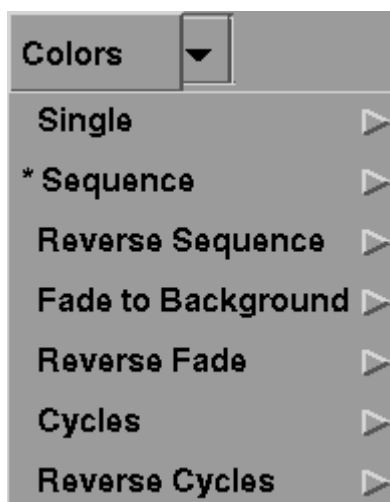 Colors
Single
* Sequence
Reverse Sequence
Fade to Background
Reverse Fade
Cycles
Reverse Cycles